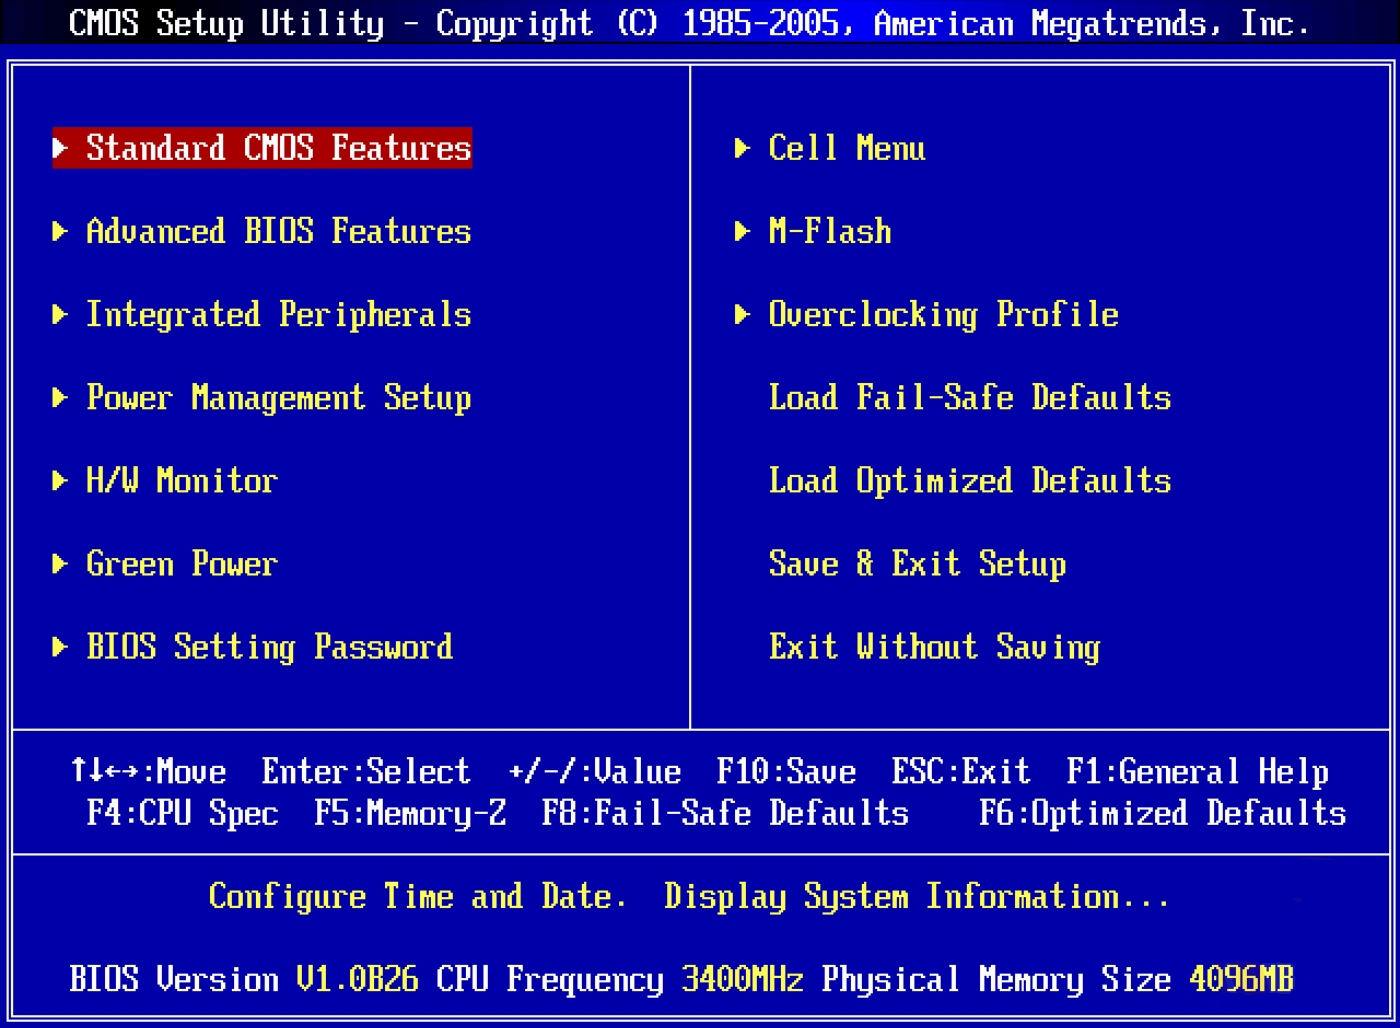 CMOS Setup Utility - Copyright (C) 1985-2005, American Megatrends, Inc.
Standard CMOS Features
Advanced BIOS Features
Integrated Peripherals
Power Management Setup
H/W Monitor
Green Power
BIOS Setting Password
Cell Menu
M-Flash
Overclocking Profile
Load Fail-Safe Defaults
Load Optimized Defaults
Save & Exit Setup
Exit Without Saving
↑↓←→:Move Enter:Select +/-/:Value F10:Save ESC:Exit F1:General Help
F4:CPU Spec F5:Memory-Z F8:Fail-Safe Defaults F6:Optimized Defaults
Configure Time and Date. Display System Information...
BIOS Version V1.0B26 CPU Frequency 3400MHz Physical Memory Size 4096MB